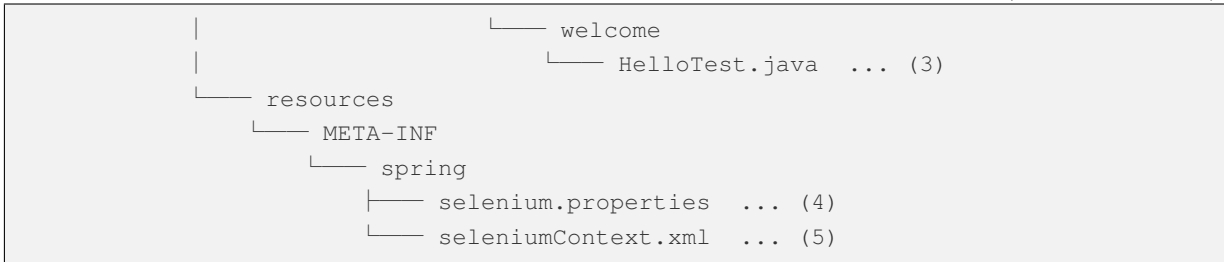 │ └── welcome
│ └── HelloTest.java ... (3)
└── resources
└── META-INF
└── spring
├── selenium.properties ... (4)
└── seleniumContext.xml ... (5)